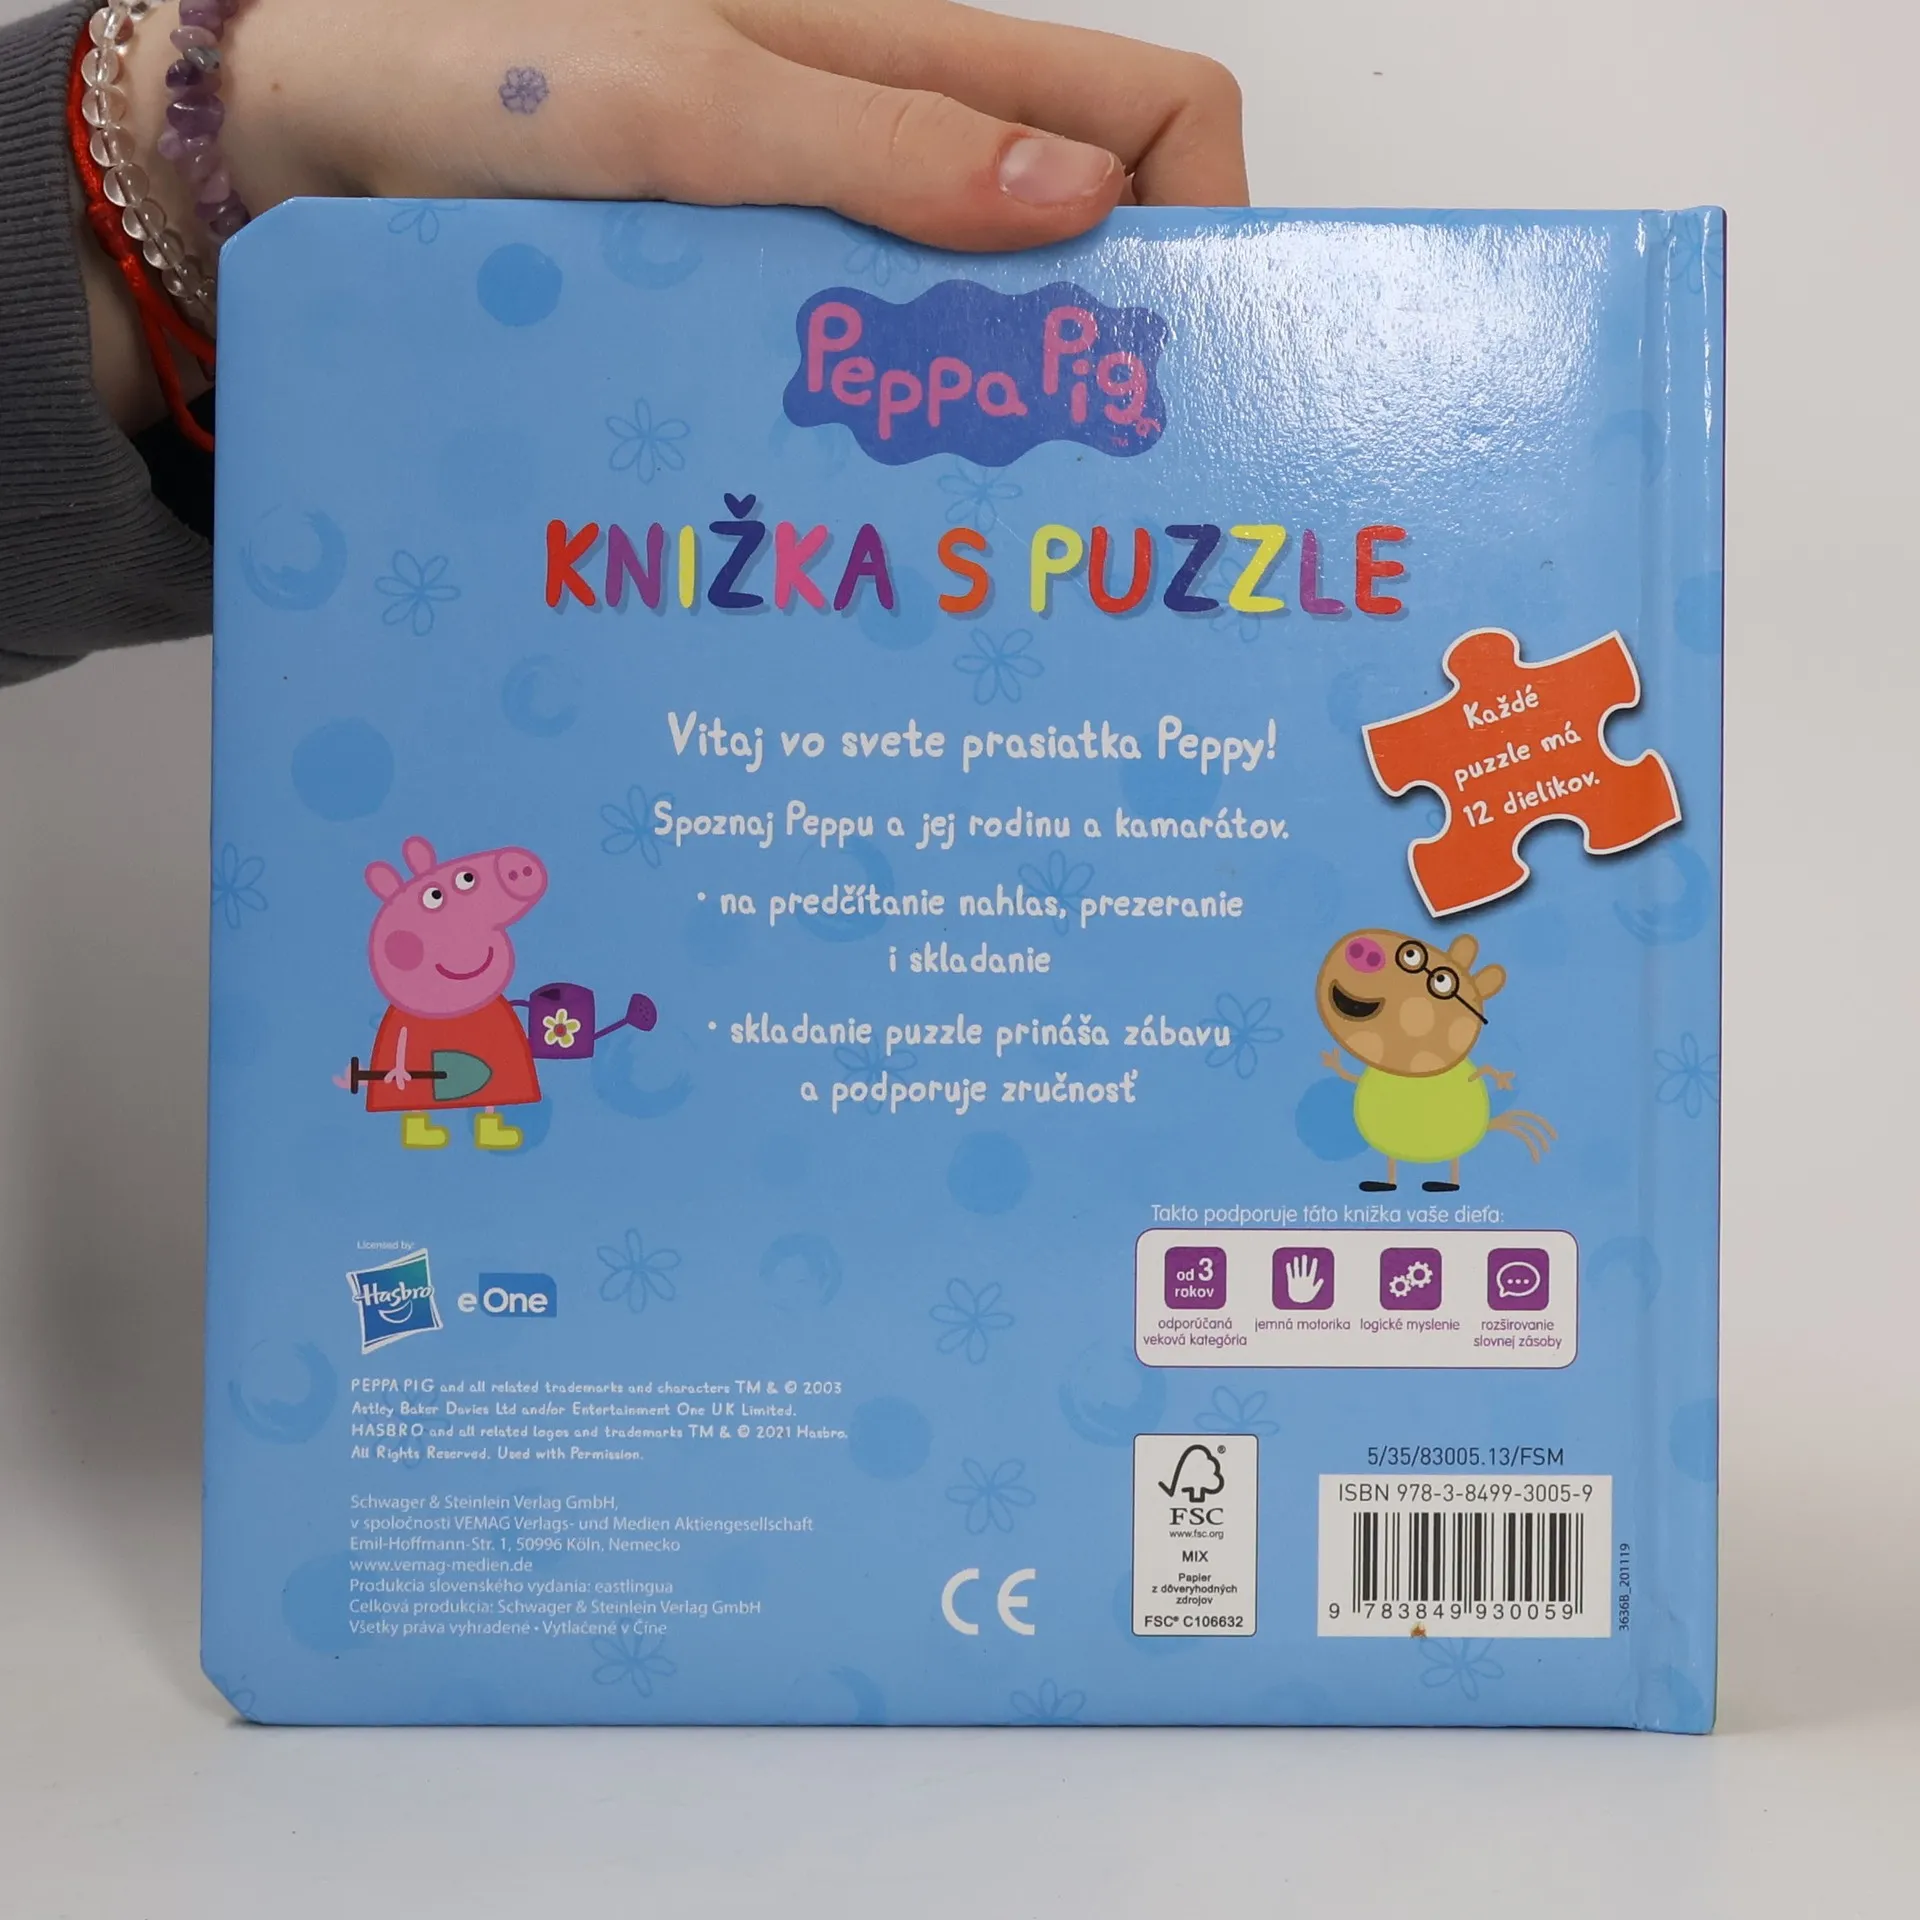 Peppa Pig
TM
KNIŽKA S PUZZLE
Každé
puzzle má
12 dielikov.
Vitaj vo svete prasiatka Peppy!
Spoznaj Peppu a jej rodinu a kamarátov.
• na predčítanie nahlas, prezeranie
i skladanie
• skladanie puzzle prináša zábavu
a podporuje zručnosť
Takto podporuje táto knižka vaše dieťa:
od 3
rokov
odporúčaná
veková kategória
jemná motorika
logické myslenie
rozširovanie
slovnej zásoby
Licensed by:
Hasbro
eOne
PEPPA PIG and all related trademarks and characters TM & © 2003
Astley Baker Davies Ltd and/or Entertainment One UK Limited.
HASBRO and all related logos and trademarks TM & © 2021 Hasbro.
All Rights Reserved. Used with Permission.
Schwager & Steinlein Verlag GmbH,
v spoločnosti VEMAG Verlags- und Medien Aktiengesellschaft
Emil-Hoffmann-Str. 1, 50996 Köln, Nemecko
www.vemag-medien.de
Produkcia slovenského vydania: eastlingua
Celková produkcia: Schwager & Steinlein Verlag GmbH
Všetky práva vyhradené • Vytlačené v Číne
CE
®
FSC
www.fsc.org
MIX
Papier
z dôveryhodných
zdrojov
FSC® C106632
5/35/83005.13/FSM
ISBN 978-3-8499-3005-9
9 783849 930059
3636B_201119